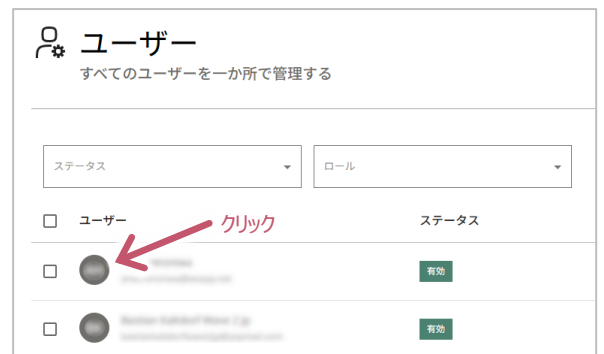 ユーザー
すべてのユーザーを一か所で管理する
ステータス ロール
ユーザー クリック ステータス
有効
有効